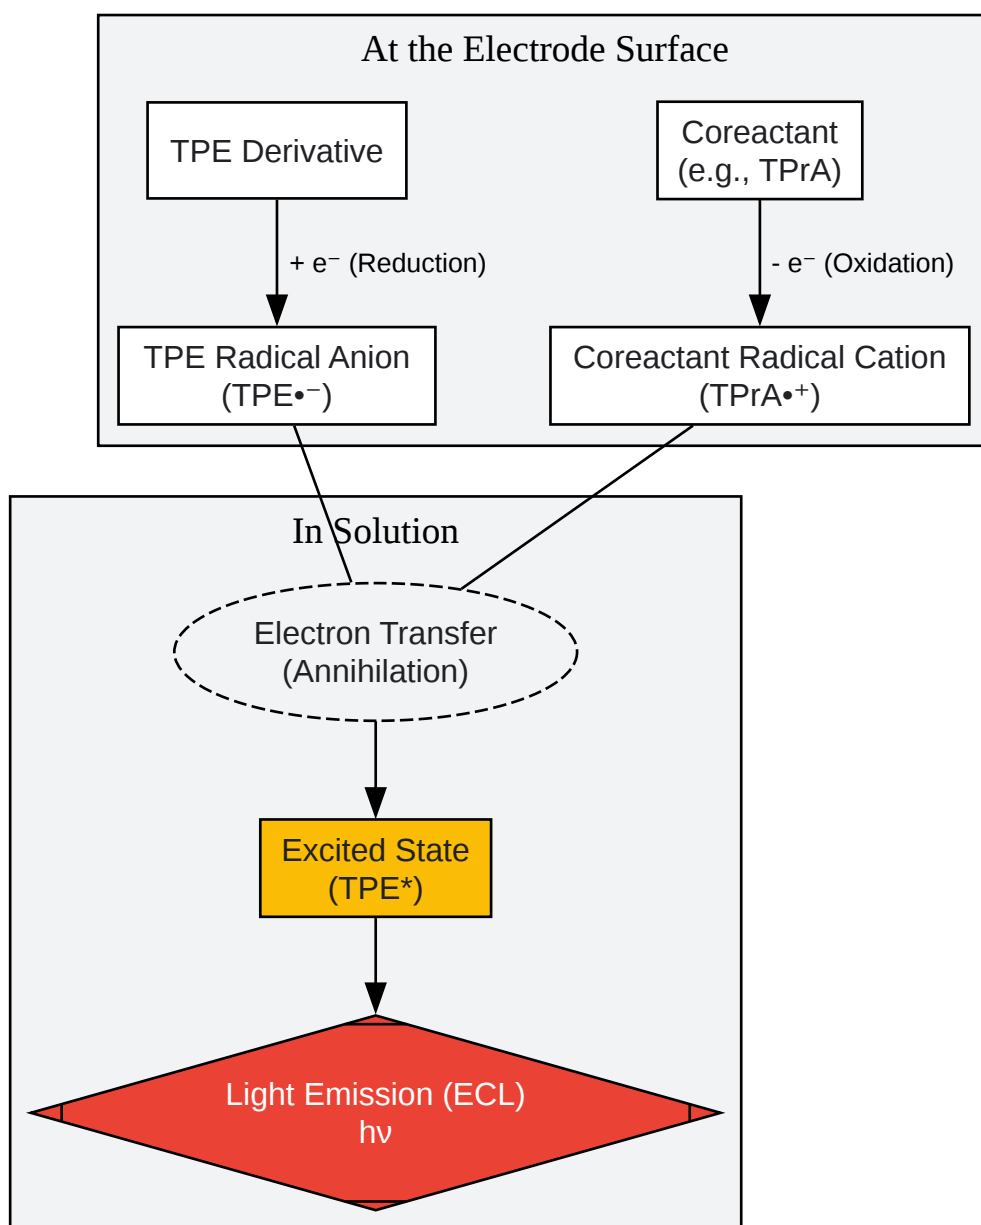 At the Electrode Surface
TPE Derivative
Coreactant
(e.g., TPrA)
+ e⁻ (Reduction)
- e⁻ (Oxidation)
TPE Radical Anion
(TPE•⁻)
Coreactant Radical Cation
(TPrA•⁺)
In Solution
Electron Transfer
(Annihilation)
Excited State
(TPE*)
Light Emission (ECL)
hν